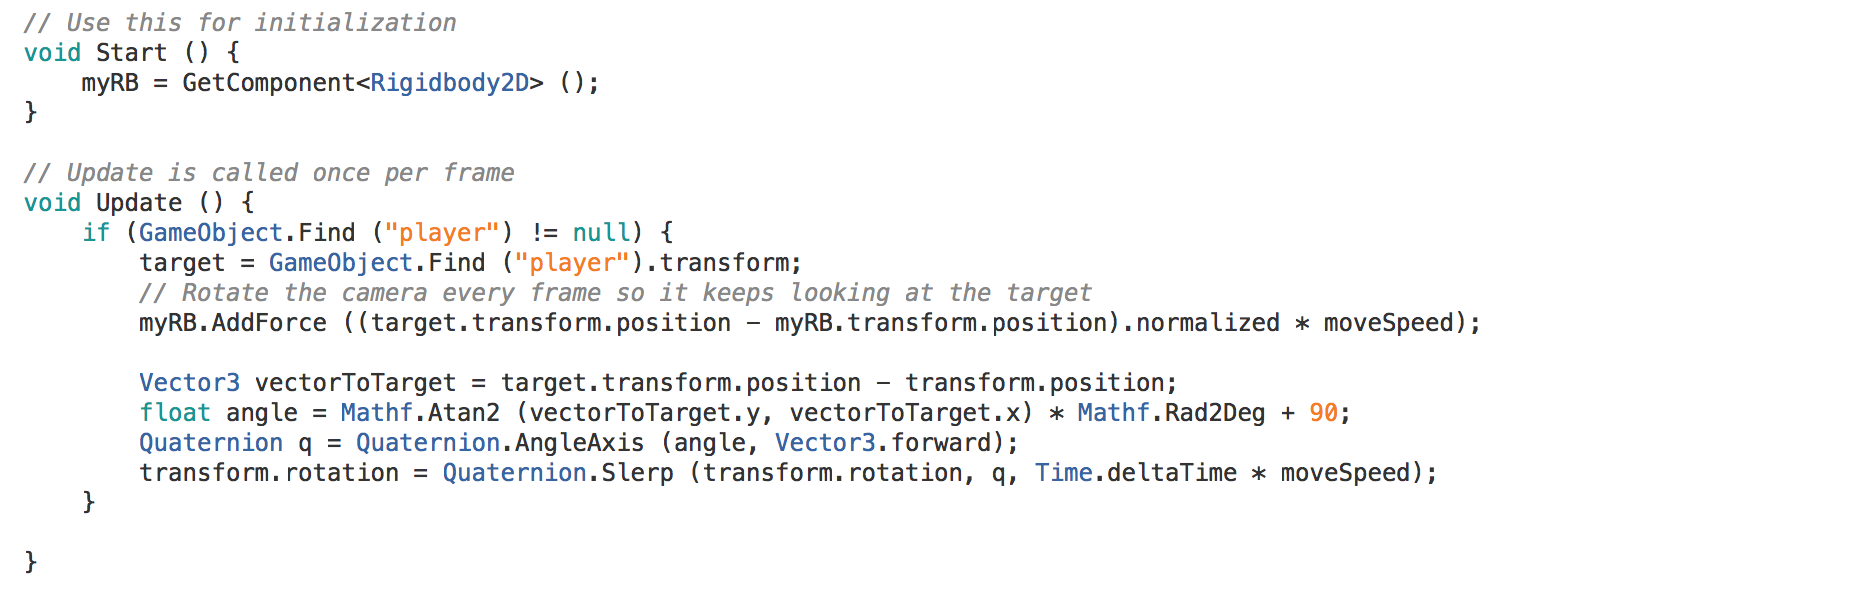 // Use this for initialization
void Start () {
    myRB = GetComponent<Rigidbody2D> ();
}

// Update is called once per frame
void Update () {
    if (GameObject.Find ("player") != null) {
        target = GameObject.Find ("player").transform;
        // Rotate the camera every frame so it keeps looking at the target
        myRB.AddForce ((target.transform.position - myRB.transform.position).normalized * moveSpeed);

        Vector3 vectorToTarget = target.transform.position - transform.position;
        float angle = Mathf.Atan2 (vectorToTarget.y, vectorToTarget.x) * Mathf.Rad2Deg + 90;
        Quaternion q = Quaternion.AngleAxis (angle, Vector3.forward);
        transform.rotation = Quaternion.Slerp (transform.rotation, q, Time.deltaTime * moveSpeed);
    }

}